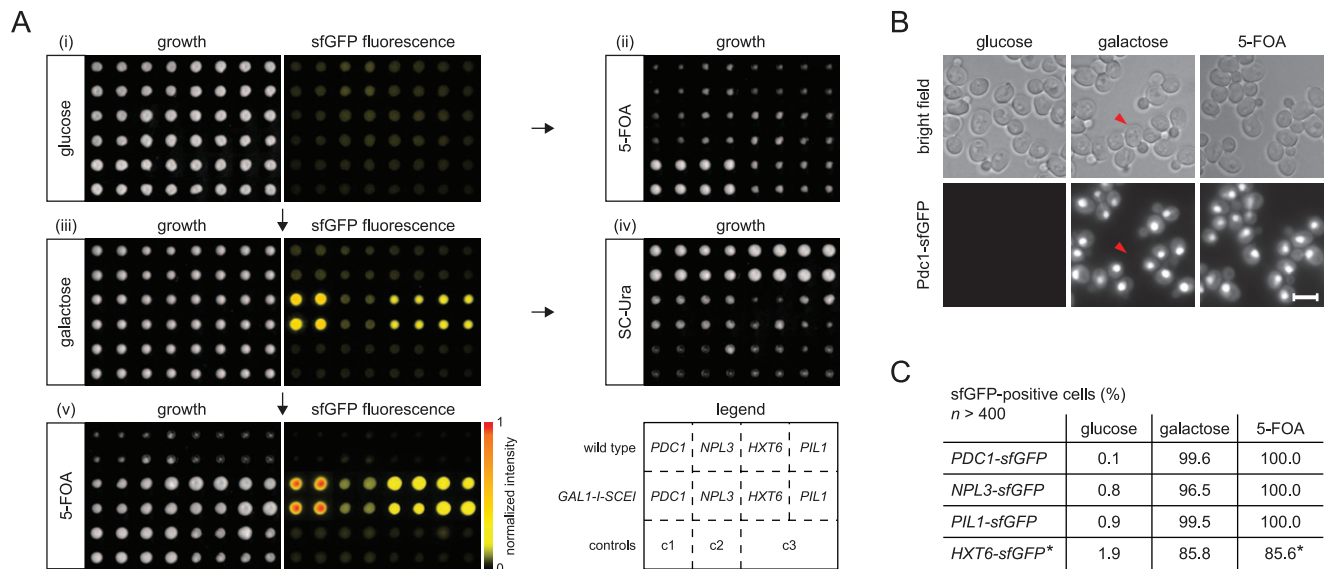 A
(i)
growth
sfGFP fluorescence
glucose
(ii)
growth
5-FOA
(iii)
growth
sfGFP fluorescence
galactose
(iv)
growth
SC-Ura
(v)
growth
sfGFP fluorescence
5-FOA
1
normalized intensity
0
legend
wild type PDC1 NPL3 HXT6 PIL1
GAL1-I-SCEI PDC1 NPL3 HXT6 PIL1
controls c1 c2 c3
B
glucose galactose 5-FOA
bright field
Pdc1-sfGFP
C
sfGFP-positive cells (%)
n > 400
glucose galactose 5-FOA
PDC1-sfGFP 0.1 99.6 100.0
NPL3-sfGFP 0.8 96.5 100.0
PIL1-sfGFP 0.9 99.5 100.0
HXT6-sfGFP* 1.9 85.8 85.6*